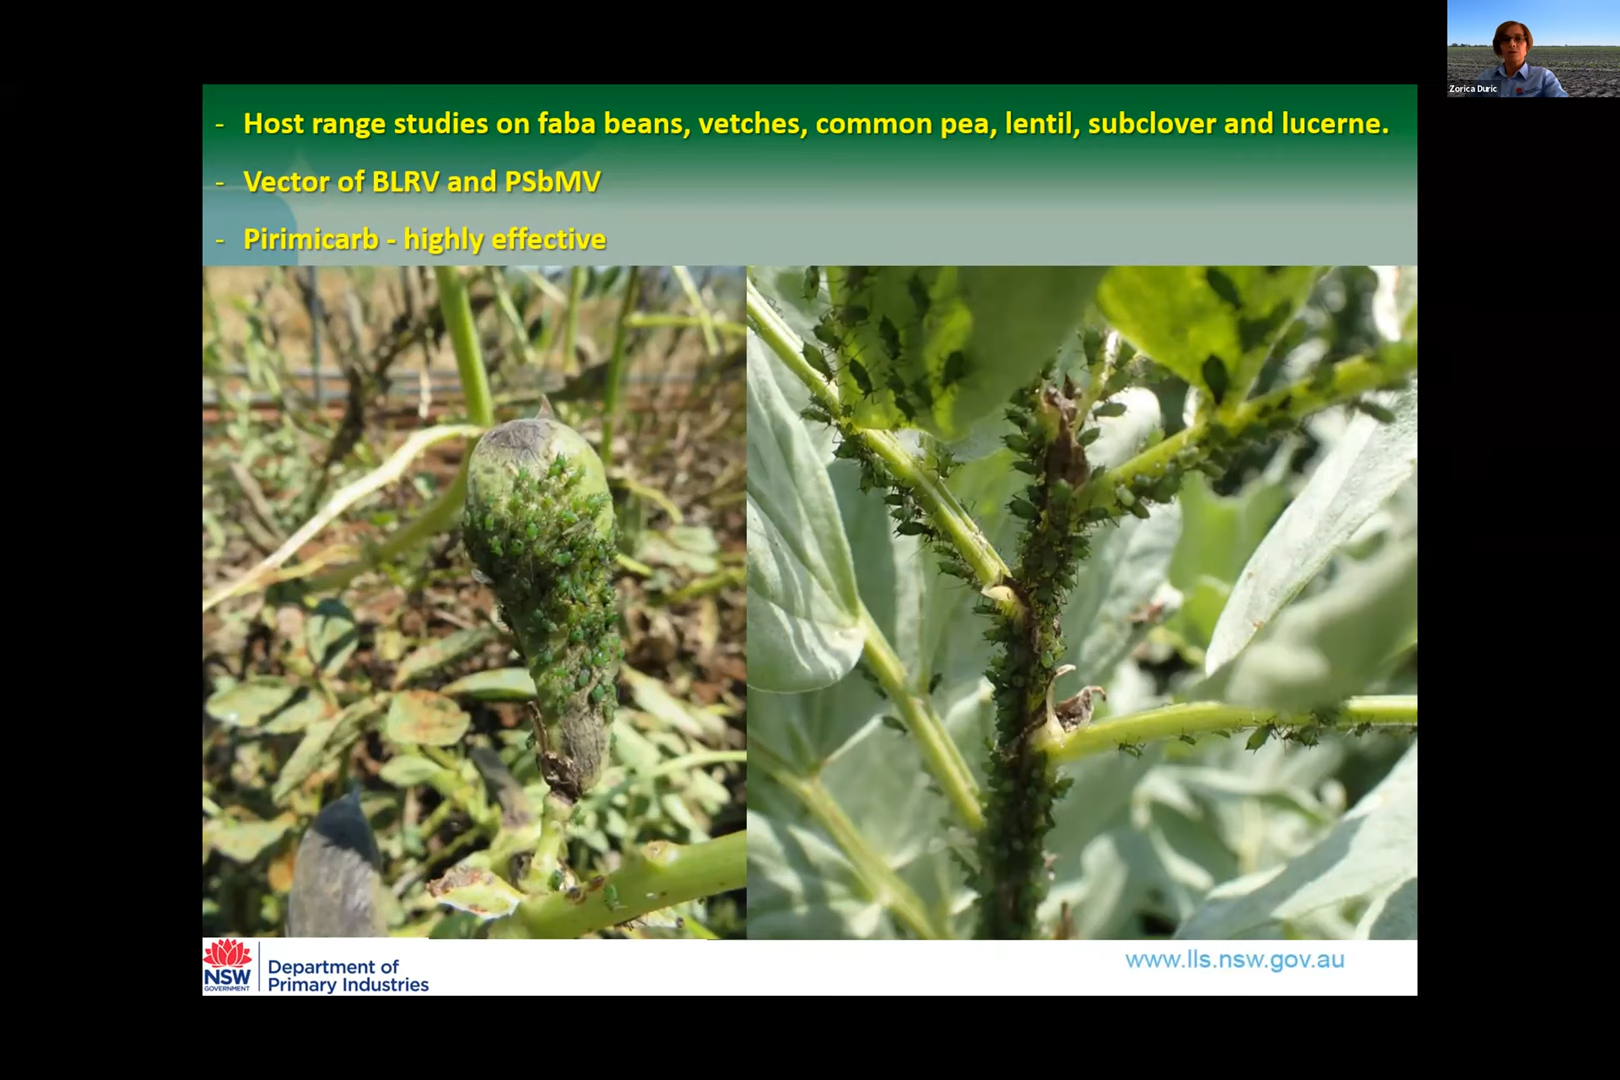 Zorica Duric
- Host range studies on faba beans, vetches, common pea, lentil, subclover and lucerne.
- Vector of BLRV and PSbMV
- Pirimicarb - highly effective
NSW
GOVERNMENT
Department of
Primary Industries
www.lls.nsw.gov.au